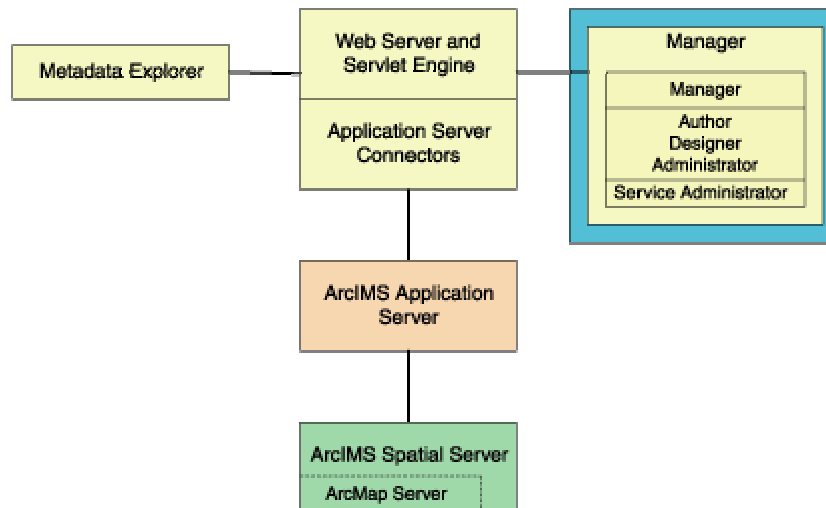 Metadata Explorer
Web Server and
Servlet Engine
Application Server
Connectors
Manager
Manager
Author
Designer
Administrator
Service Administrator
ArcIMS Application
Server
ArcIMS Spatial Server
ArcMap Server